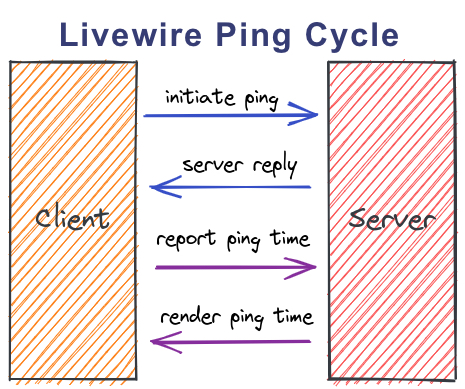 Livewire Ping Cycle
initiate ping
server reply
Client
Server
report ping time
render ping time